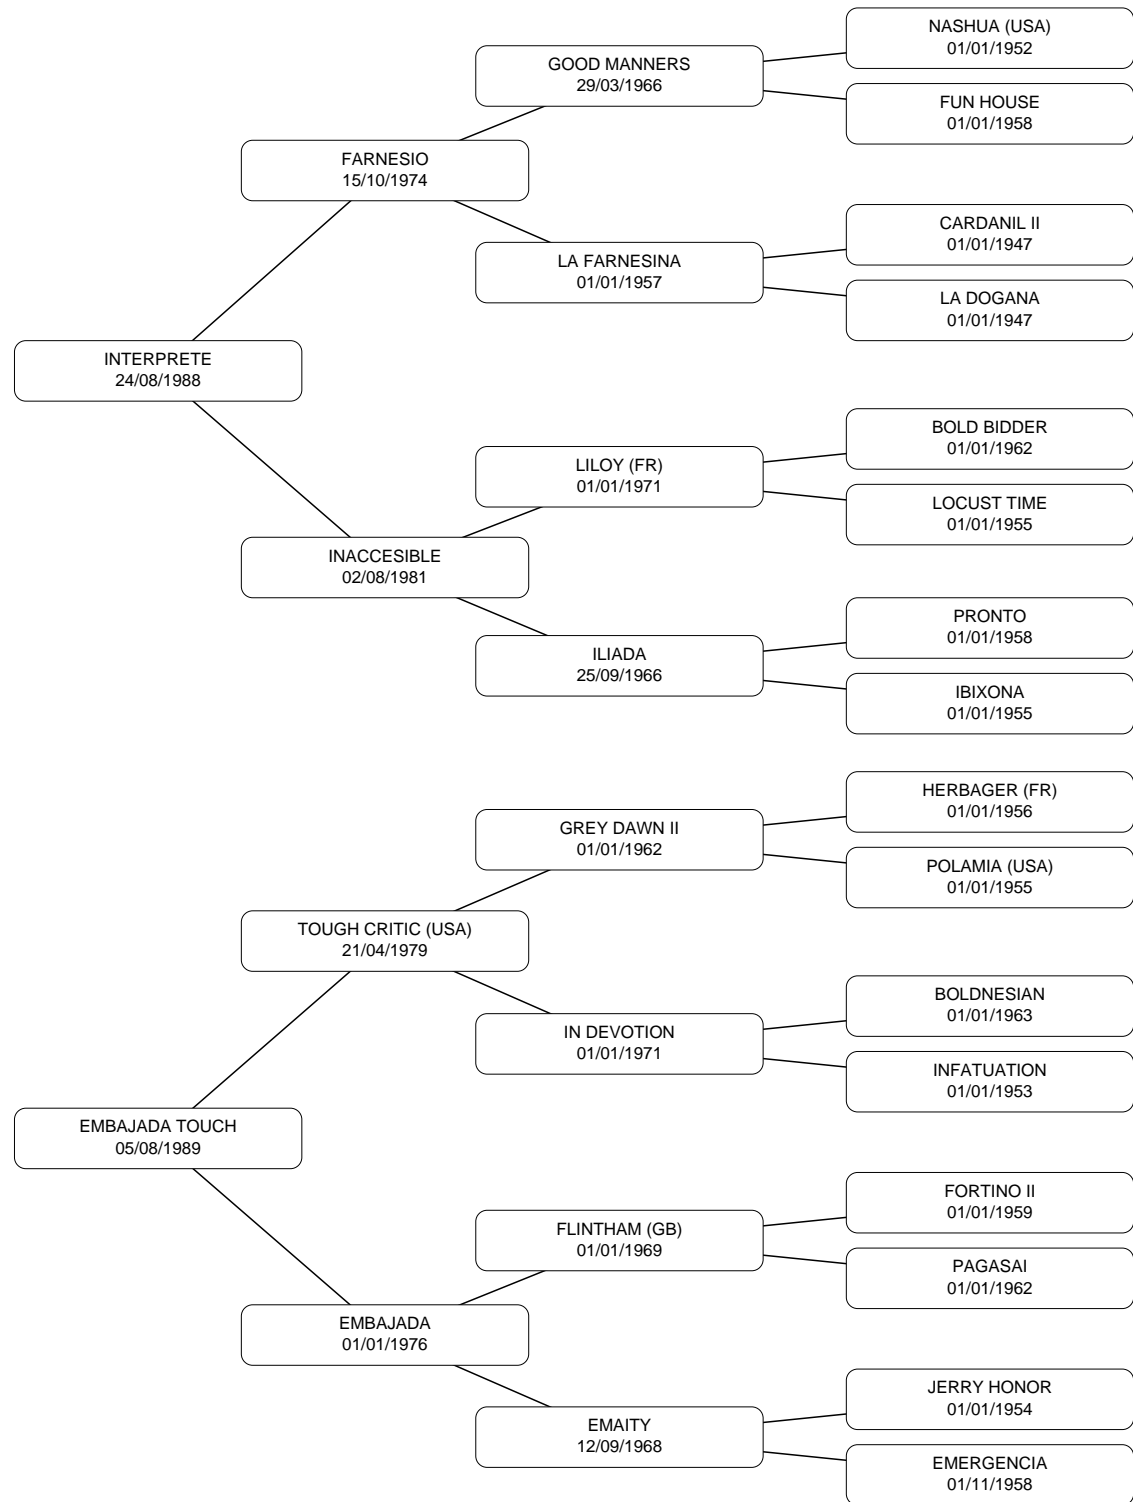 NASHUA (USA)
01/01/1952
GOOD MANNERS
29/03/1966
FUN HOUSE
01/01/1958
FARNESIO
15/10/1974
CARDANIL II
01/01/1947
LA FARNESINA
01/01/1957
LA DOGANA
01/01/1947
INTERPRETE
24/08/1988
BOLD BIDDER
01/01/1962
LILOY (FR)
01/01/1971
LOCUST TIME
01/01/1955
INACCESIBLE
02/08/1981
PRONTO
01/01/1958
ILIADA
25/09/1966
IBIXONA
01/01/1955
HERBAGER (FR)
01/01/1956
GREY DAWN II
01/01/1962
POLAMIA (USA)
01/01/1955
TOUGH CRITIC (USA)
21/04/1979
BOLDNESIAN
01/01/1963
IN DEVOTION
01/01/1971
INFATUATION
01/01/1953
EMBAJADA TOUCH
05/08/1989
FORTINO II
01/01/1959
FLINTHAM (GB)
01/01/1969
PAGASAI
01/01/1962
EMBAJADA
01/01/1976
JERRY HONOR
01/01/1954
EMAITY
12/09/1968
EMERGENCIA
01/11/1958